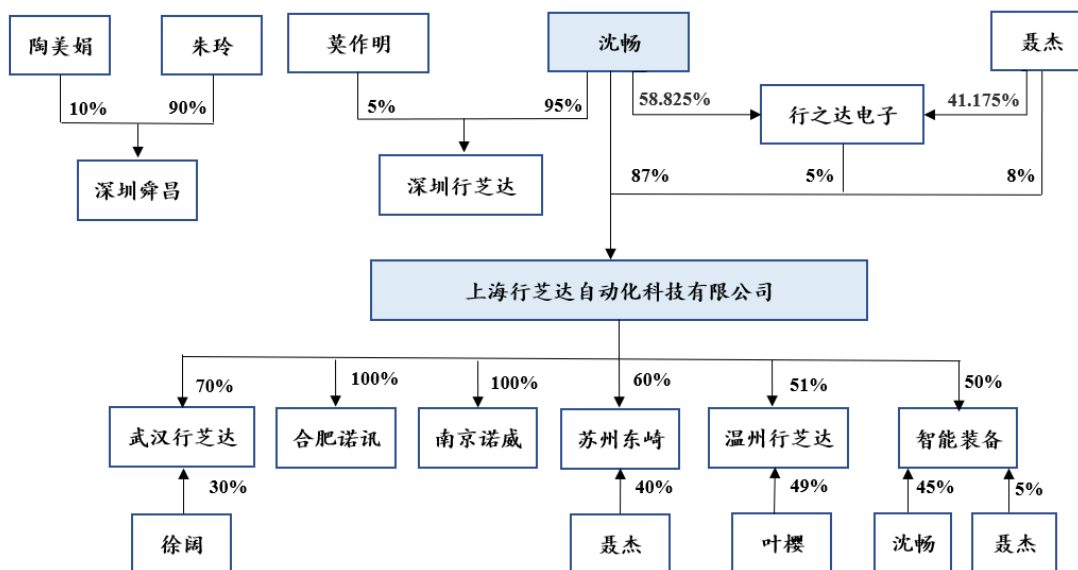 陶美娟
朱玲
莫作明
沈畅
聂杰
10%
90%
5%
95%
58.825%
41.175%
行之达电子
深圳舜昌
深圳行芝达
87%
5%
8%
上海行芝达自动化科技有限公司
70%
100%
100%
60%
51%
50%
武汉行芝达
合肥诺讯
南京诺威
苏州东崎
温州行芝达
智能装备
30%
40%
49%
45%
5%
徐阔
聂杰
叶樱
沈畅
聂杰